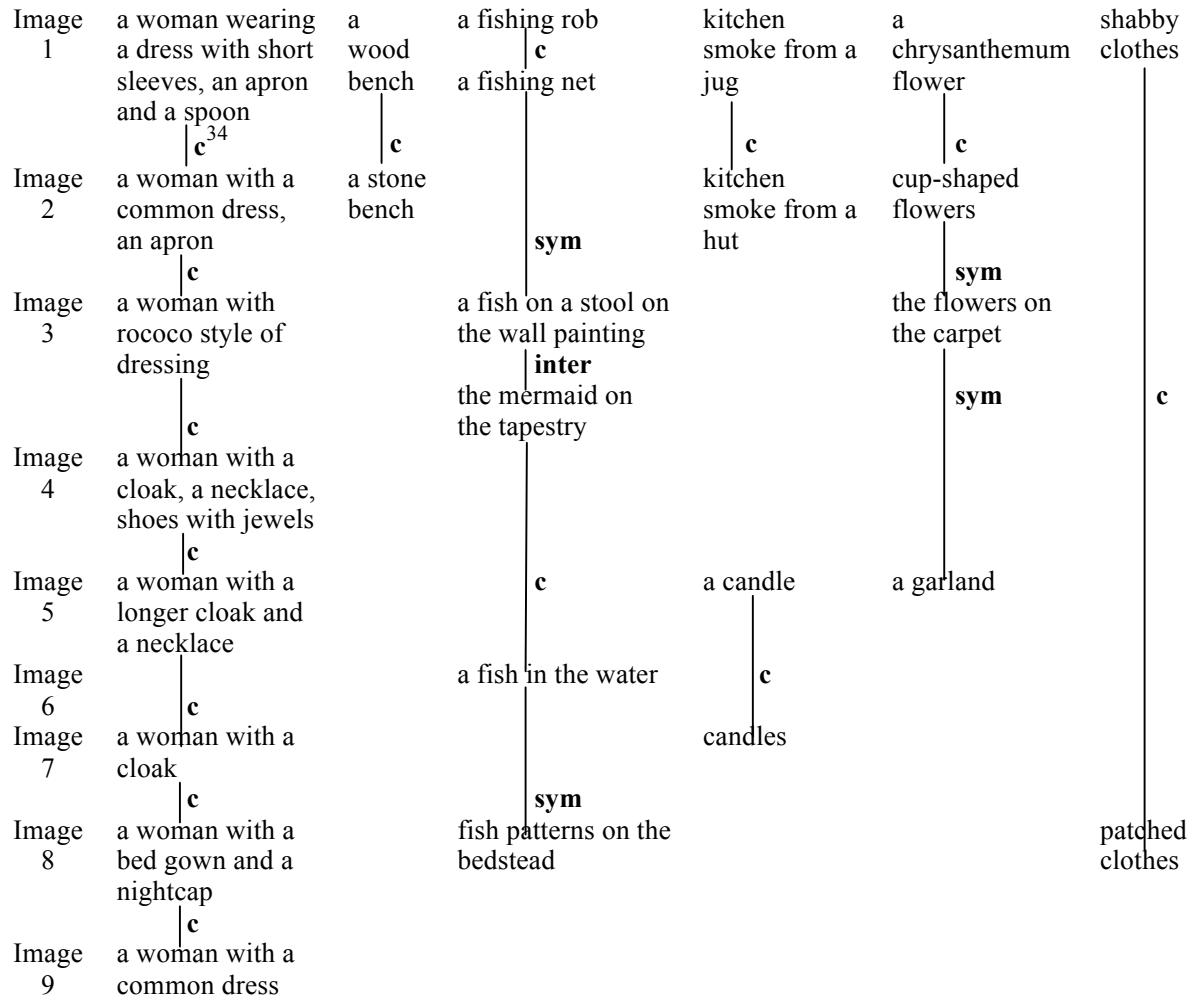 Image a woman wearing a a fishing rob kitchen a shabby
1 a dress with short wood c smoke from a chrysanthemum clothes
sleeves, an apron bench a fishing net jug flower
and a spoon
c34 c c c
Image a woman with a a stone kitchen cup-shaped
2 common dress, bench smoke from a flowers
an apron sym hut
c sym
Image a woman with a fish on a stool on the flowers on
3 rococo style of the wall painting the carpet
dressing inter
the mermaid on sym c
c the tapestry
Image a woman with a
4 cloak, a necklace,
shoes with jewels
c
Image a woman with a c a candle a garland
5 longer cloak and
a necklace
Image a fish in the water c
6 c
Image a woman with a candles
7 cloak
c sym
Image a woman with a fish patterns on the patched
8 bed gown and a bedstead clothes
nightcap
c
Image a woman with a
9 common dress